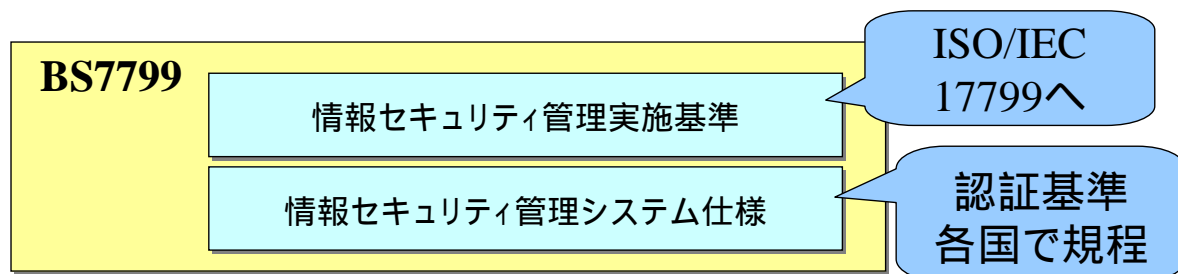 BS7799
情報セキュリティ管理実施基準
ISO/IEC
17799へ
情報セキュリティ管理システム仕様
認証基準
各国で規程